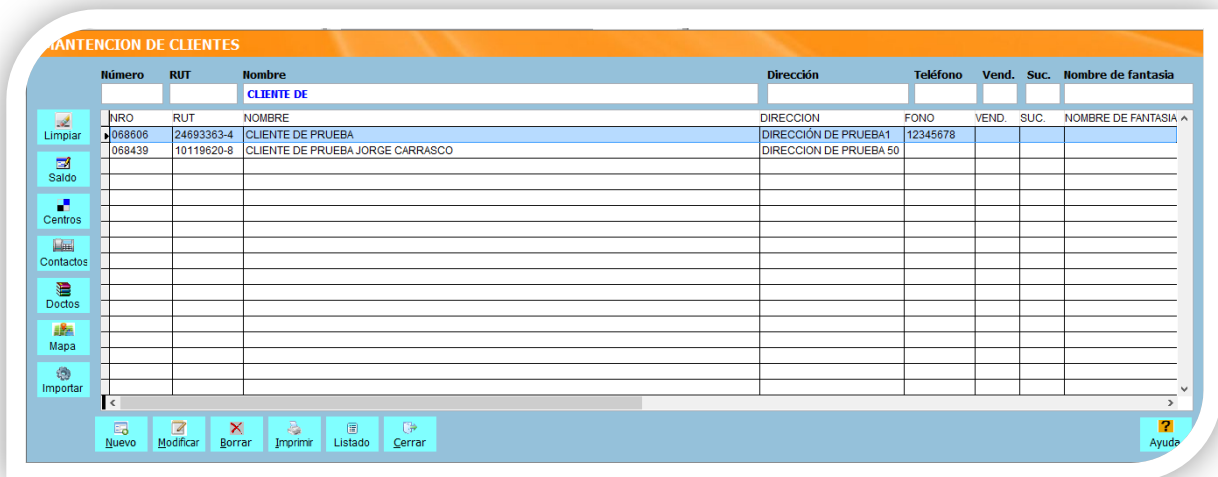 MANTENCION DE CLIENTES
Número RUT Nombre Dirección Teléfono Vend. Suc. Nombre de fantasia
CLIENTE DE
NRO RUT NOMBRE DIRECCION FONO VEND. SUC. NOMBRE DE FANTASIA
068606 24693363-4 CLIENTE DE PRUEBA DIRECCIÓN DE PRUEBA1 12345678
068439 10119620-8 CLIENTE DE PRUEBA JORGE CARRASCO DIRECCION DE PRUEBA 50
Limpiar
Saldo
Centros
Contactos
Doctos
Mapa
Importar
Nuevo Modificar Borrar Imprimir Listado Cerrar Ayuda